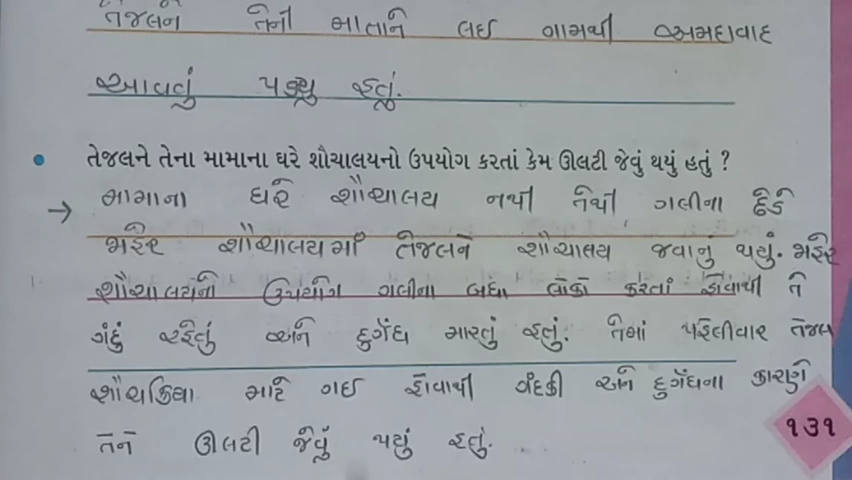 તેજલને તેની માતાને લઈ ગામથી અમદાવાદ
આવવું પડ્યુ હતું.
• તેજલને તેના મામાના ઘરે શૌચાલયનો ઉપયોગ કરતાં કેમ ઊલટી જેવું થયું હતું ?
→ મામાના ઘરે શૌચાલય નથી તેથી ગલીના છેડે
જાહેર શૌચાલયમાં તેજલને શૌચાલય જવાનું થયું. જાહેર
શૌચાલયનો ઉપયોગ ગલીના બધા લોકો કરતાં હોવાથી તે
ગંદું રહેતું અને દુર્ગંધ મારતું હતું. તેમાં પહેલીવાર તેજલ
શૌચક્રિયા માટે ગઈ હોવાથી ગંદકી અને દુર્ગંધના કારણે
તેને ઊલટી જેવું થયું હતું.
૧૩૧